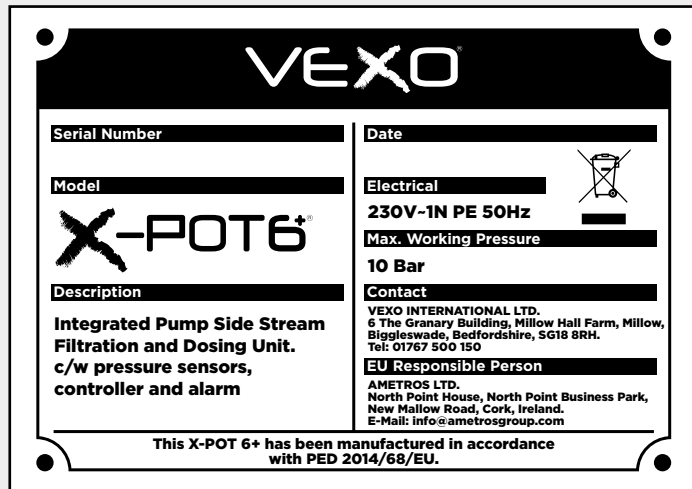 VEXO®
Serial Number
Date
Model
X-POT6+®
Electrical
230V~1N PE 50Hz
Max. Working Pressure
10 Bar
Description
Integrated Pump Side Stream
Filtration and Dosing Unit.
c/w pressure sensors,
controller and alarm
Contact
VEXO INTERNATIONAL LTD.
6 The Granary Building, Millow Hall Farm, Millow,
Biggleswade, Bedfordshire, SG18 8RH.
Tel: 01767 500 150
EU Responsible Person
AMETROS LTD.
North Point House, North Point Business Park,
New Mallow Road, Cork, Ireland.
E-Mail: info@ametrosgroup.com
This X-POT 6+ has been manufactured in accordance
with PED 2014/68/EU.